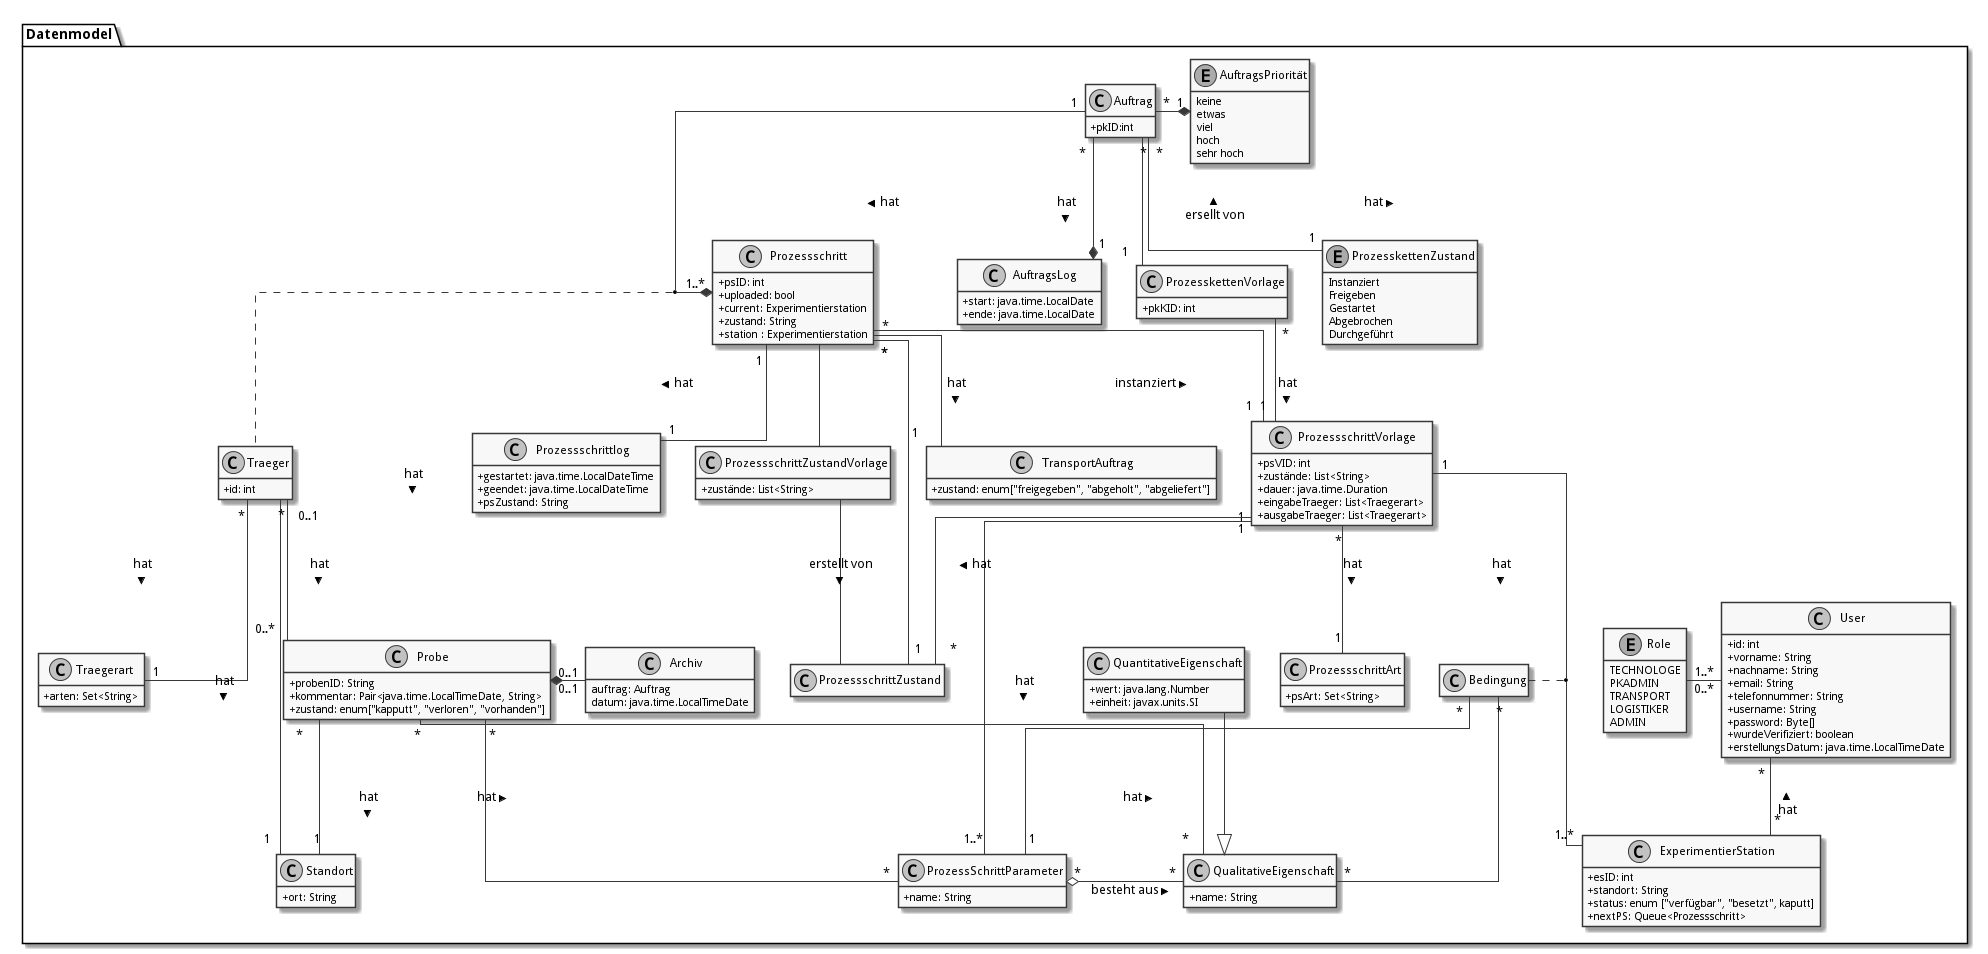 Datenmodel
E AuftragsPriorität
keine
etwas
viel
hoch
sehr hoch
C Auftrag
+pkID:int
1
* 1
* * *
hat
hat
ersellt von
hat
1..*
C Prozessschritt
+psID: int
+uploaded: bool
+current: Experimentierstation
+zustand: String
+station : Experimentierstation
1
C AuftragsLog
+start: java.time.LocalDate
+ende: java.time.LocalDate
1
C ProzesskettenVorlage
+pkKID: int
1
E ProzesskettenZustand
Instanziert
Freigeben
Gestartet
Abgebrochen
Durchgeführt
*
*
*
1
hat
hat
instanziert
hat
1
1
1 1
C Traeger
+id: int
hat
C Prozessschrittlog
+gestartet: java.time.LocalDateTime
+geendet: java.time.LocalDateTime
+psZustand: String
C ProzessschrittZustandVorlage
+zustände: List<String>
C TransportAuftrag
+zustand: enum["freigegeben", "abgeholt", "abgeliefert"]
C ProzessschrittVorlage
+psVID: int
+zustände: List<String>
+dauer: java.time.Duration
+eingabeTraeger: List<Traegerart>
+ausgabeTraeger: List<Traegerart>
1
* * 0..1
1
1
*
hat
hat
erstellt von
hat
hat
hat
0..*
1
*
1
C Traegerart
+arten: Set<String>
1
hat
C Probe
+probenID: String
+kommentar: Pair<java.time.LocalTimeDate, String>
+zustand: enum["kapputt", "verloren", "vorhanden"]
0..1
0..1
C Archiv
auftrag: Auftrag
datum: java.time.LocalTimeDate
C ProzessschrittZustand
hat
C QuantitativeEigenschaft
+wert: java.lang.Number
+einheit: javax.units.SI
C ProzessschrittArt
+psArt: Set<String>
C Bedingung
* *
E Role
TECHNOLOGE
PKADMIN
TRANSPORT
LOGISTIKER
ADMIN
1..*
0..*
C User
+id: int
+vorname: String
+nachname: String
+email: String
+telefonnummer: String
+username: String
+password: Byte[]
+wurdeVerifiziert: boolean
+erstellungsDatum: java.time.LocalTimeDate
* * *
*
hat
hat
hat
hat
*
1 1
1..* 1
*
1..*
C Standort
+ort: String
*
C ProzessSchrittParameter
+name: String
* *
besteht aus
C QualitativeEigenschaft
+name: String
*
C ExperimentierStation
+esID: int
+standort: String
+status: enum ["verfügbar", "besetzt", kaputt]
+nextPS: Queue<Prozessschritt>